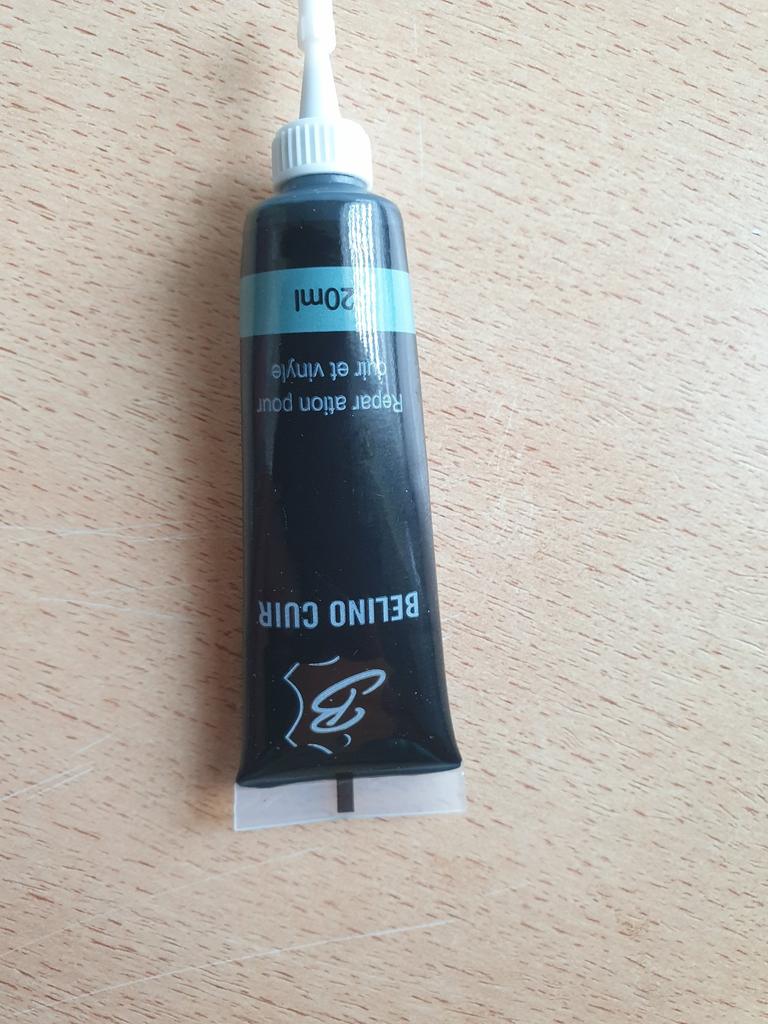 B
BELINO CUIR
Repar ation pour
cuir et vinyle
20ml